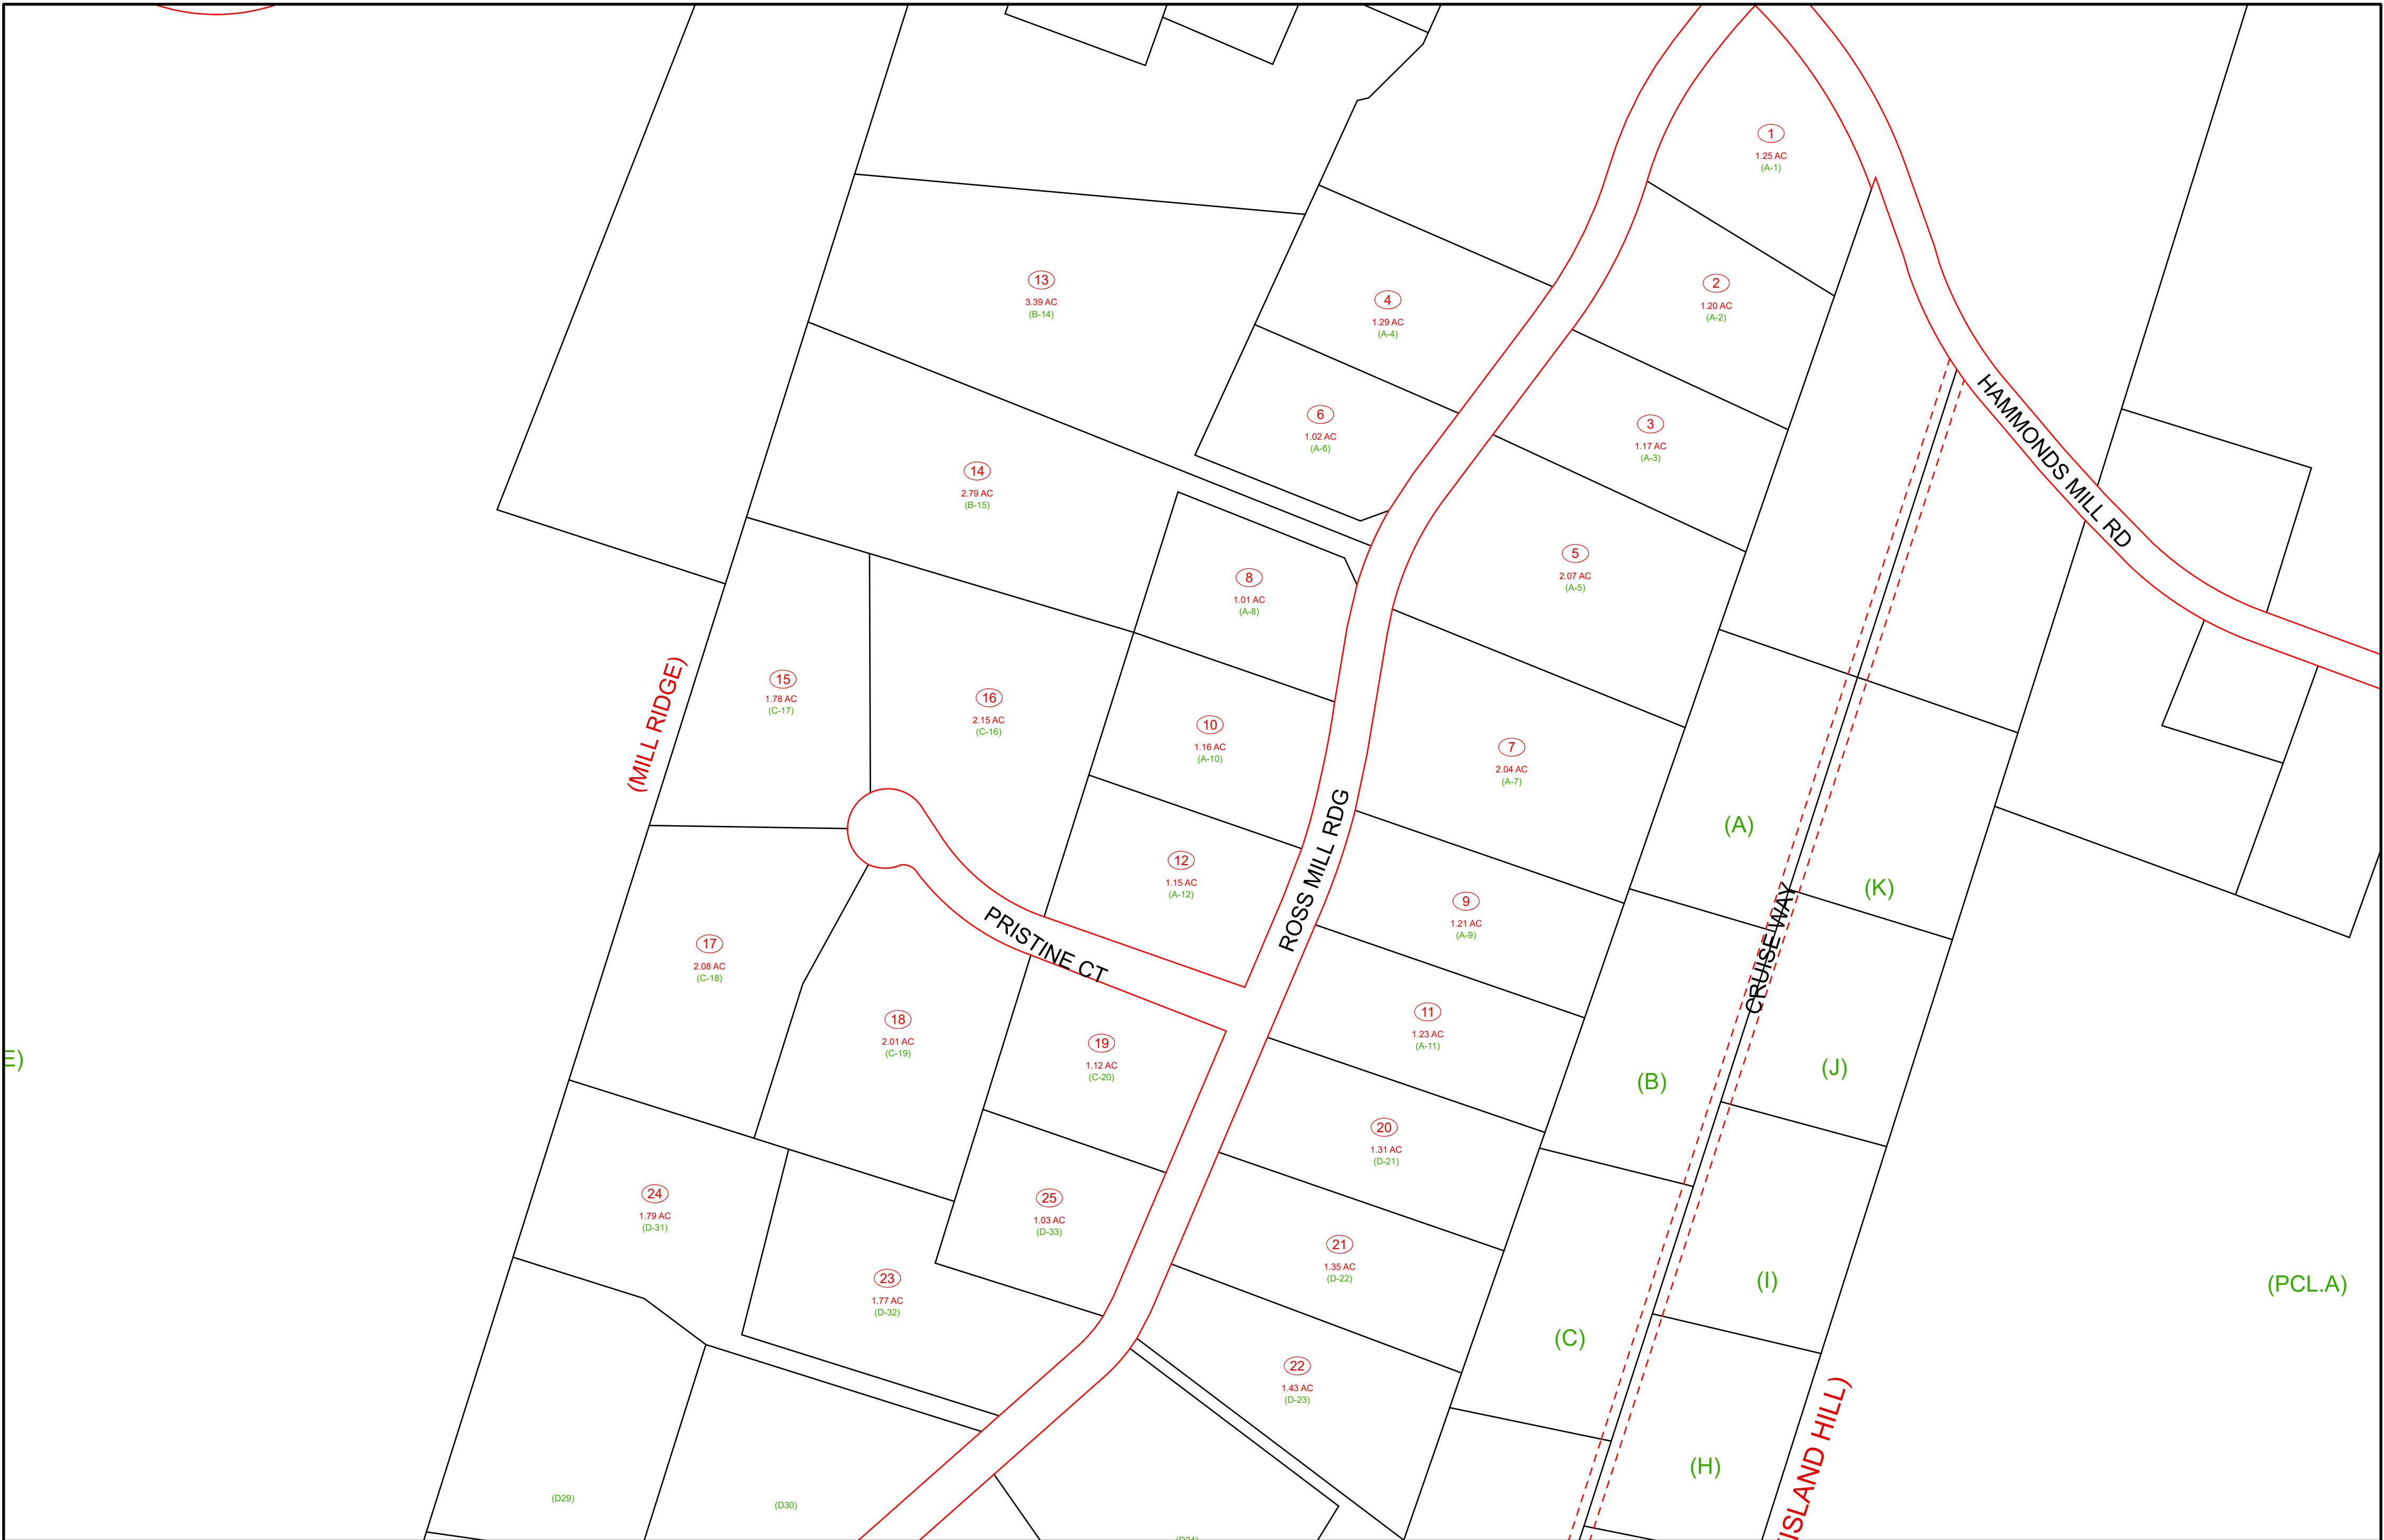 1
1.25 AC
(A-1)
2
1.20 AC
(A-2)
13
3.39 AC
(B-14)
4
1.29 AC
(A-4)
6
1.02 AC
(A-6)
3
1.17 AC
(A-3)
HAMMONDS MILL RD
14
2.79 AC
(B-15)
5
2.07 AC
(A-5)
8
1.01 AC
(A-8)
15
1.78 AC
(C-17)
16
2.15 AC
(C-16)
10
1.16 AC
(A-10)
7
2.04 AC
(A-7)
(MILL RIDGE)
(A)
12
1.15 AC
(A-12)
ROSS MILL RDG
9
1.21 AC
(A-9)
(K)
CRUISE WAY
PRISTINE CT
17
2.08 AC
(C-18)
18
2.01 AC
(C-19)
19
1.12 AC
(C-20)
11
1.23 AC
(A-11)
E)
(B)
(J)
20
1.31 AC
(D-21)
24
1.79 AC
(D-31)
25
1.03 AC
(D-33)
21
1.35 AC
(D-22)
23
1.77 AC
(D-32)
(I)
(PCL.A)
(C)
22
1.43 AC
(D-23)
(H)
ISLAND HILL)
(D29)
(D30)